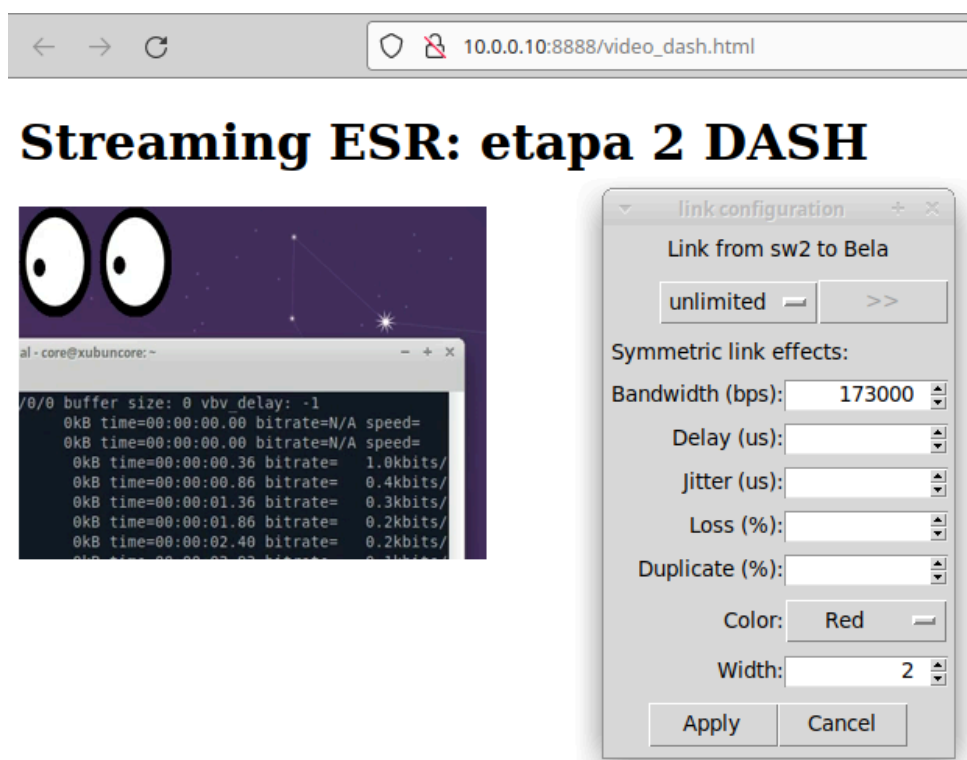 10.0.0.10:8888/video_dash.html
Streaming ESR: etapa 2 DASH
al - core@xubuncore: ~
/0/0 buffer size: 0 vbv_delay: -1
0kB time=00:00:00.00 bitrate=N/A speed=
0kB time=00:00:00.00 bitrate=N/A speed=
0kB time=00:00:00.36 bitrate=   1.0kbits/
0kB time=00:00:00.86 bitrate=   0.4kbits/
0kB time=00:00:01.36 bitrate=   0.3kbits/
0kB time=00:00:01.86 bitrate=   0.2kbits/
0kB time=00:00:02.40 bitrate=   0.2kbits/
link configuration
Link from sw2 to Bela
unlimited >>
Symmetric link effects:
Bandwidth (bps): 173000
Delay (us):
Jitter (us):
Loss (%):
Duplicate (%):
Color: Red
Width: 2
Apply Cancel